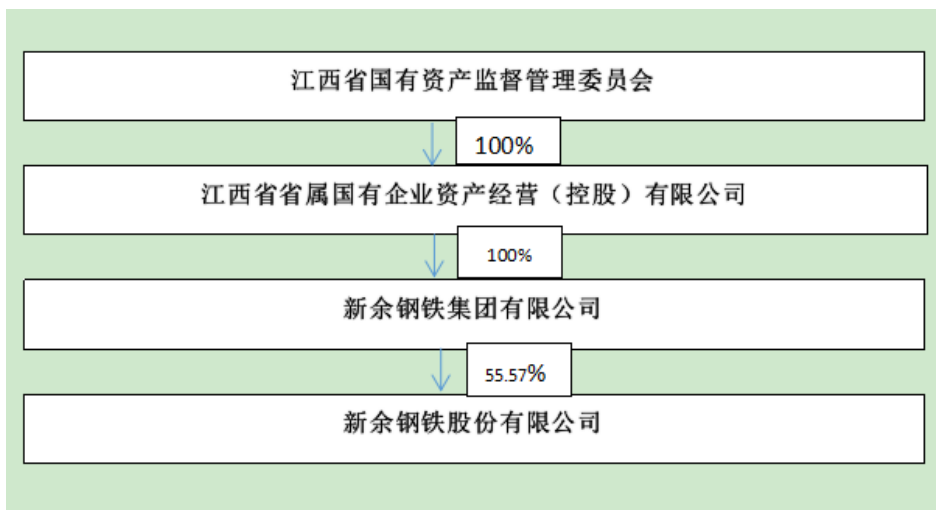 江西省国有资产监督管理委员会
100%
江西省省属国有企业资产经营（控股）有限公司
100%
新余钢铁集团有限公司
55.57%
新余钢铁股份有限公司